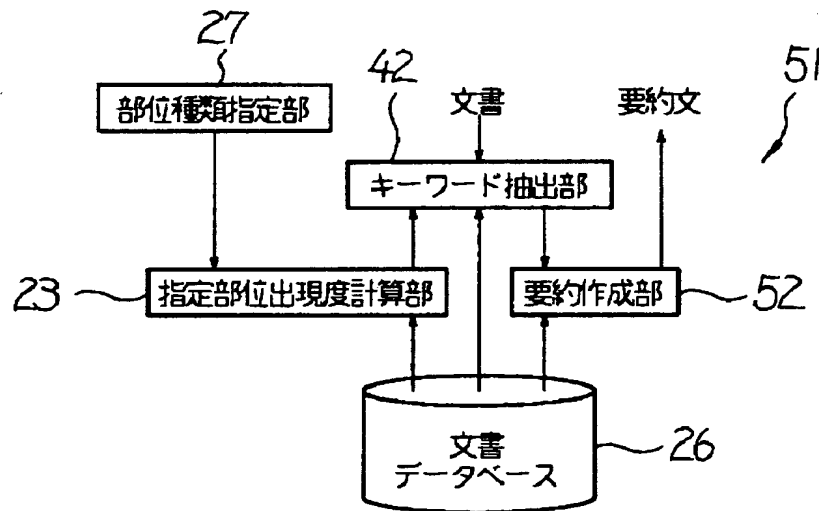 27
部位種類指定部
42
文書
要約文
51
キーワード抽出部
23
指定部位出現度計算部
要約作成部
52
文書
データベース
26